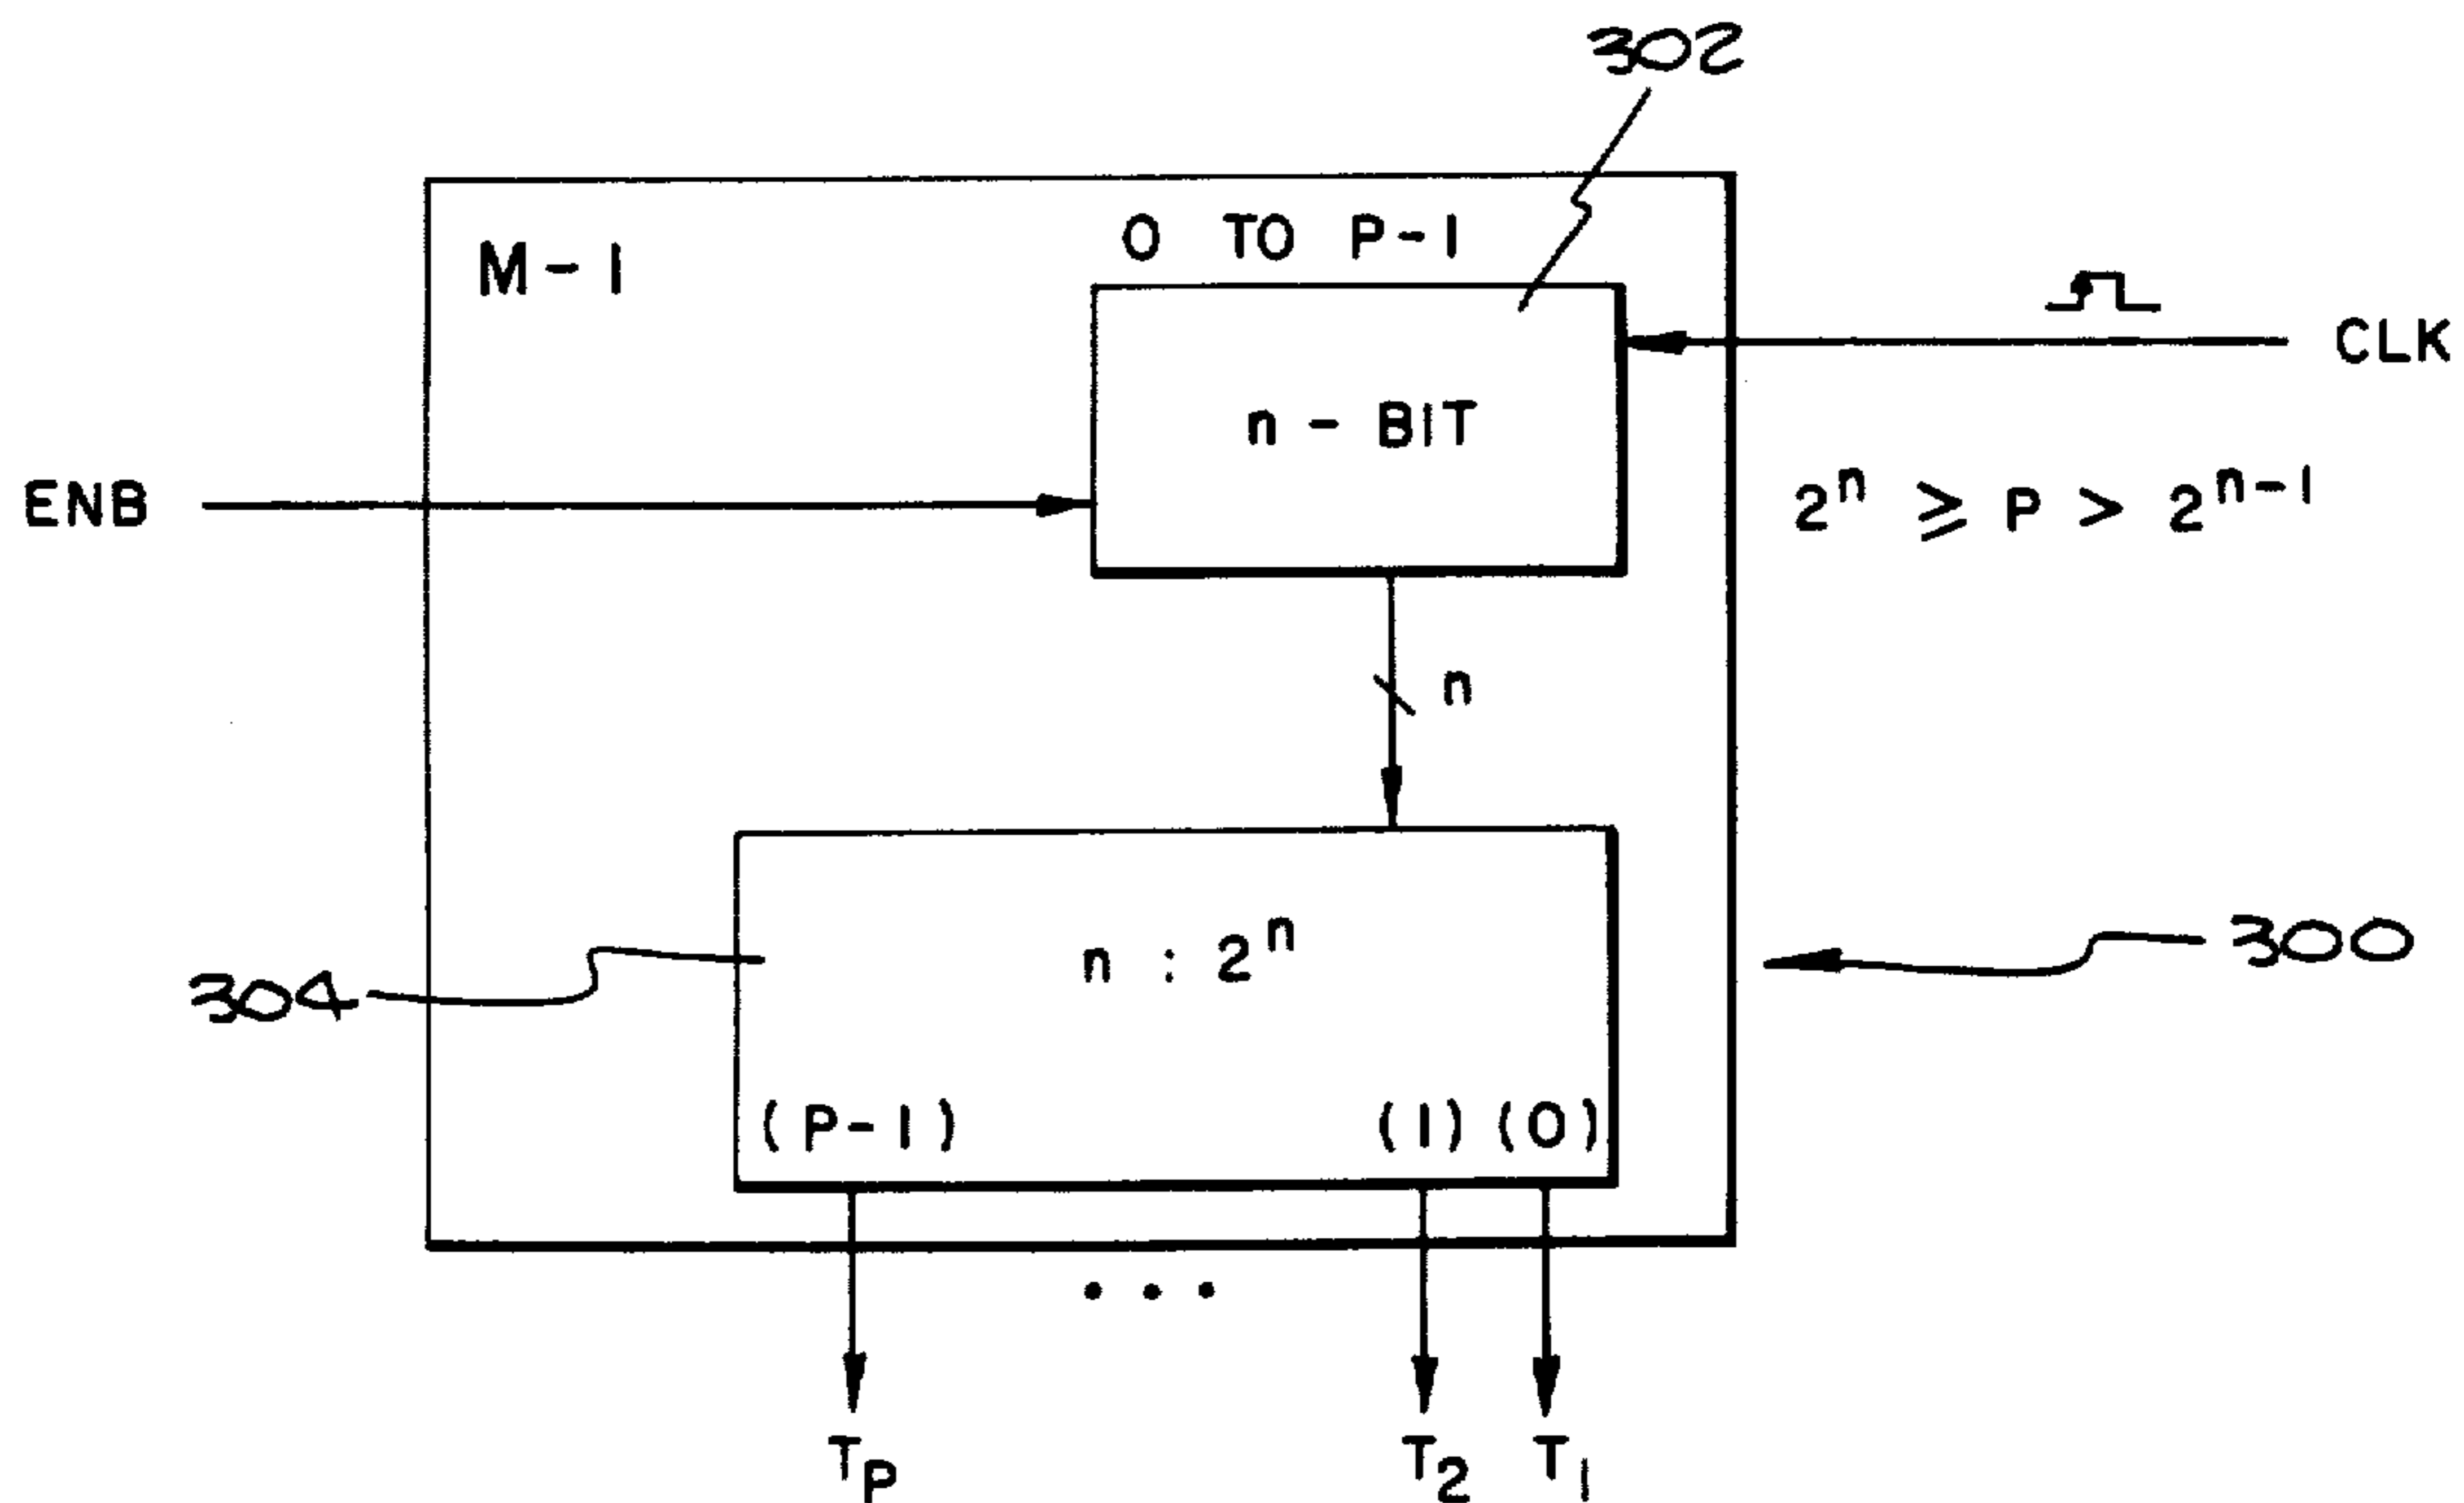 302
M-1
0 TO P-1
CLK
n - BIT
ENB
2ⁿ ≥ P > 2ⁿ⁻¹
n
n : 2ⁿ
300
304
(P-1) (1) (0)
• • •
T_P T₂ T₁